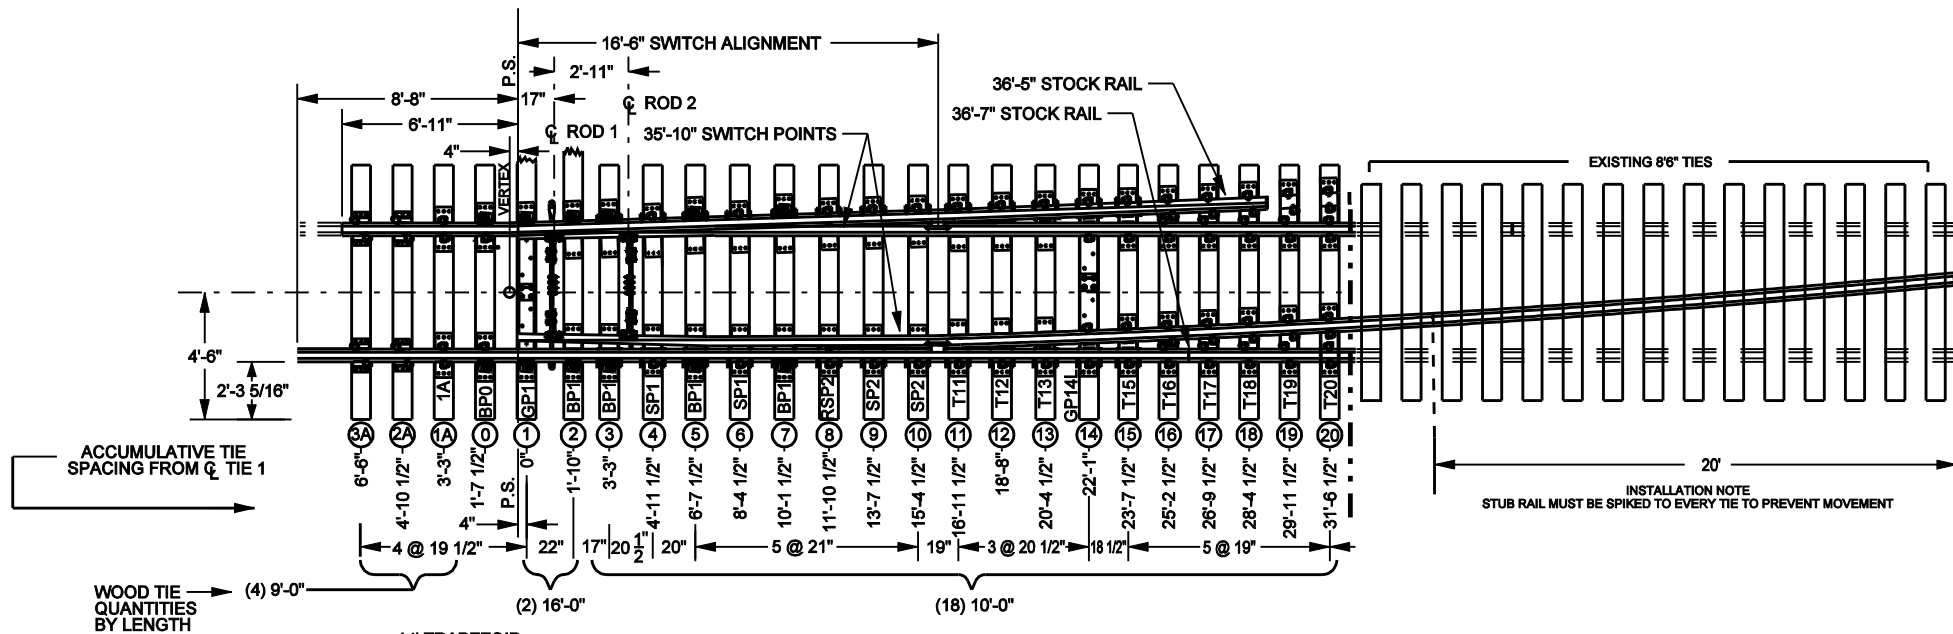 16'-6" SWITCH ALIGNMENT
P.S.
2'-11"
36'-5" STOCK RAIL
8'-8"
17"
℄ ROD 2
36'-7" STOCK RAIL
6'-11"
℄ ROD 1
35'-10" SWITCH POINTS
4"
VERTEX
EXISTING 8'6" TIES
4'-6"
2'-3 5/16"
1A BP0 GP1 BP1 BP1 SP1 BP1 SP1 BP1 RSP2 SP2 SP2 T11 T12 T13 GP14L T15 T16 T17 T18 T19 T20
3A 2A 1A 0 1 2 3 4 5 6 7 8 9 10 11 12 13 14 15 16 17 18 19 20
ACCUMULATIVE TIE
SPACING FROM ℄ TIE 1
6'-6" 4'-10 1/2" 3'-3" 1'-7 1/2" 0" 1'-10" 3'-3" 4'-11 1/2" 6'-7 1/2" 8'-4 1/2" 10'-1 1/2" 11'-10 1/2" 13'-7 1/2" 15'-4 1/2" 16'-11 1/2" 18'-8" 20'-4 1/2" 22'-1" 23'-7 1/2" 25'-2 1/2" 26'-9 1/2" 28'-4 1/2" 29'-11 1/2" 31'-6 1/2"
P.S.
20'
INSTALLATION NOTE
STUB RAIL MUST BE SPIKED TO EVERY TIE TO PREVENT MOVEMENT
4"
4 @ 19 1/2" 22" 17" 20 1/2" 20" 5 @ 21" 19" 3 @ 20 1/2" 18 1/2" 5 @ 19"
WOOD TIE
QUANTITIES
BY LENGTH
(4) 9'-0"
(2) 16'-0"
(18) 10'-0"